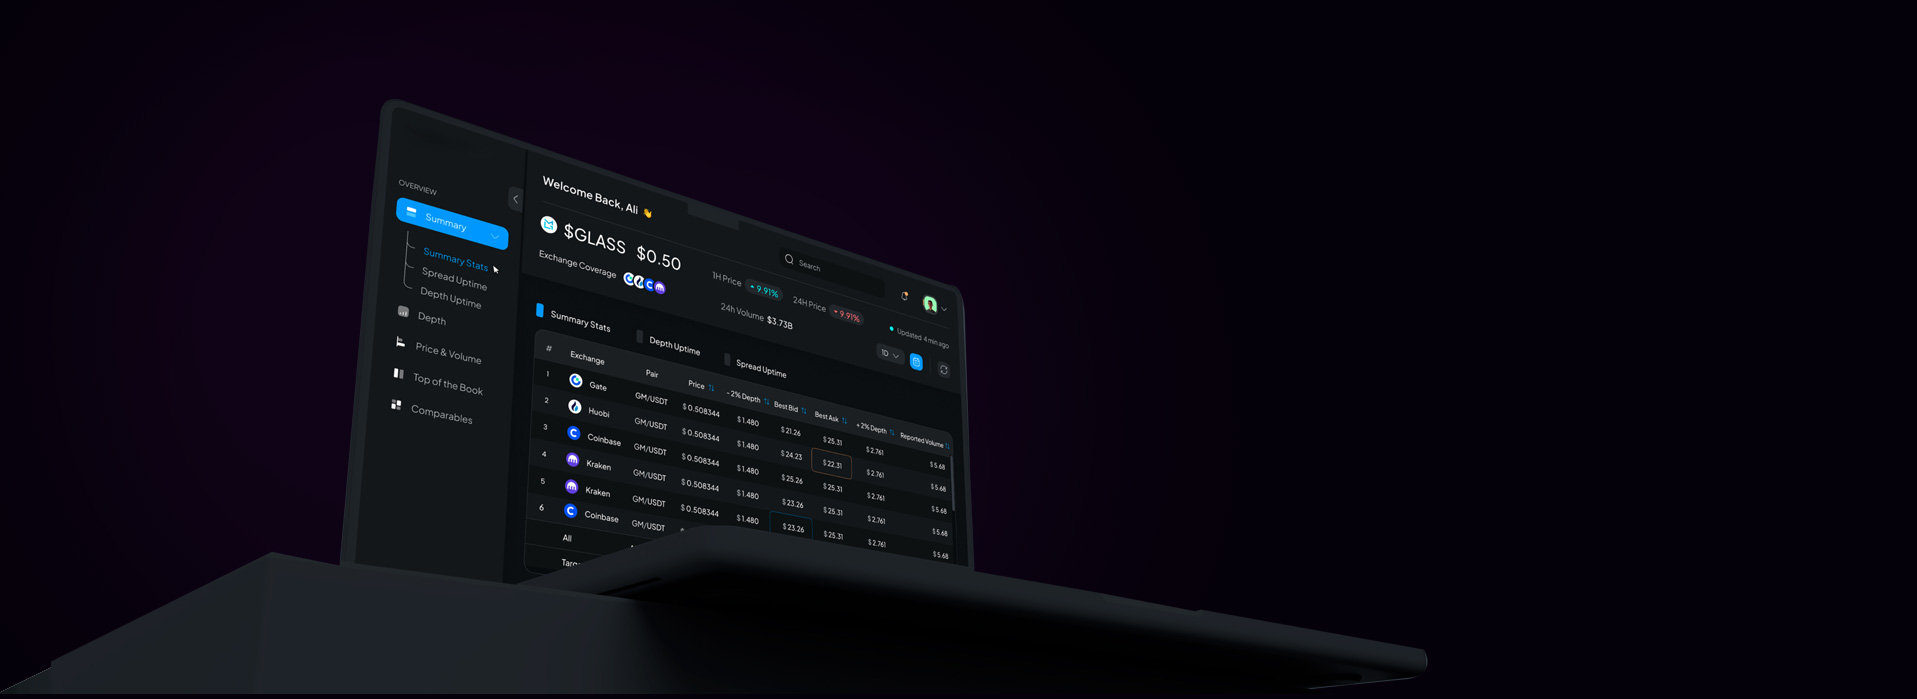 OVERVIEW
Summary
Summary Stats
Spread Uptime
Depth Uptime
Depth
Price & Volume
Top of the Book
Comparables
Welcome Back, Ali 👋
$GLASS $0.50
Exchange Coverage
Search
1H Price 9.91% 24H Price 9.91%
24h Volume $3.73B
Updated 4 min ago
1D
Summary Stats Depth Uptime Spread Uptime
# Exchange Pair Price -2% Depth Best Bid Best Ask +2% Depth Reported Volume
1 Gate GM/USDT $0.508344 $1.480 $21.26 $25.31 $2.761 $5.68
2 Huobi GM/USDT $0.508344 $1.480 $24.23 $22.31 $2.761 $5.68
3 Coinbase GM/USDT $0.508344 $1.480 $25.26 $25.31 $2.761 $5.68
4 Kraken GM/USDT $0.508344 $1.480 $23.26 $25.31 $2.761 $5.68
5 Kraken GM/USDT $0.508344 $1.480 $23.26 $25.31 $2.761 $5.68
6 Coinbase GM/USDT
All